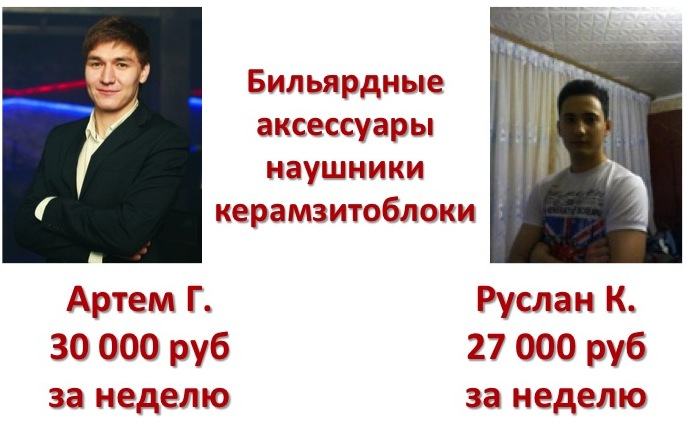 Бильярдные
аксессуары
наушники
керамзитоблоки
Артем Г.
30 000 руб
за неделю
Руслан К.
27 000 руб
за неделю